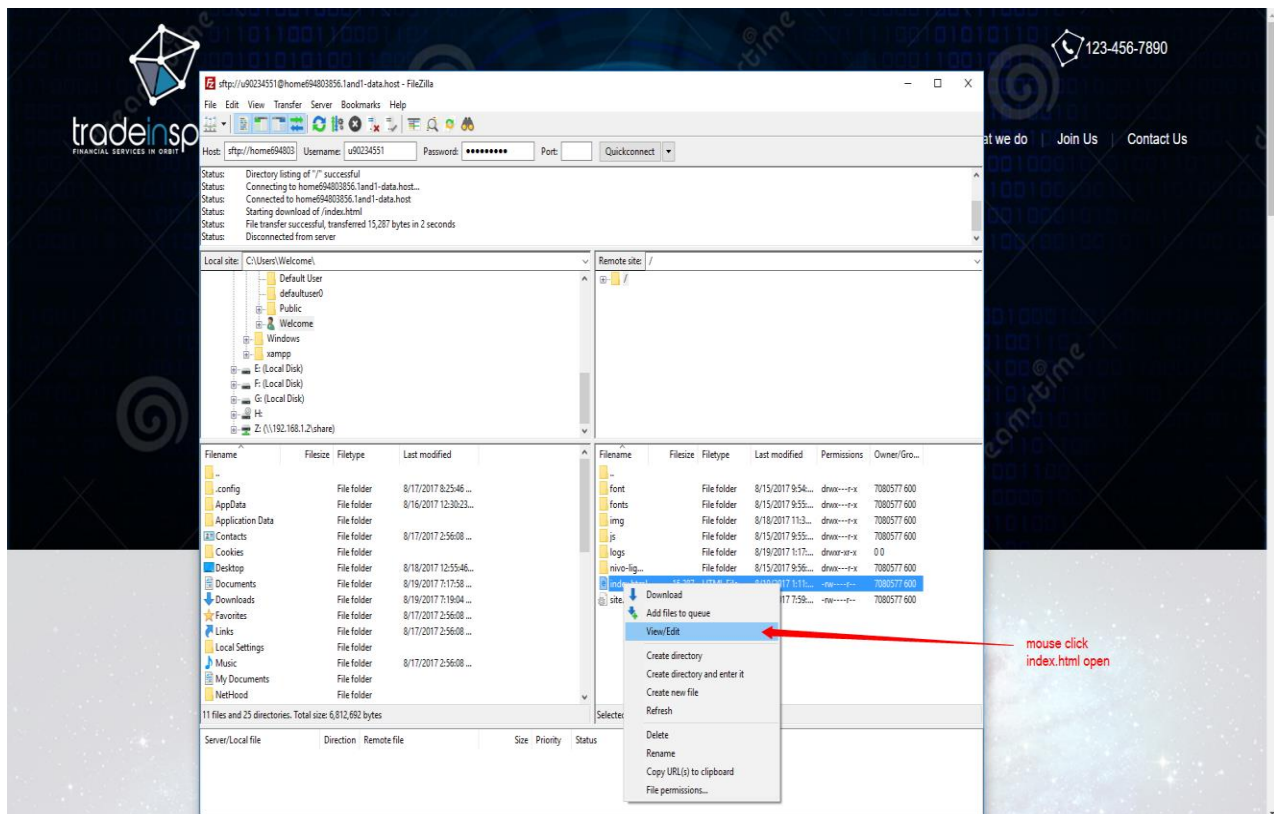 123-456-7890
tradeinsp
FINANCIAL SERVICES IN ORBIT
at we do
Join Us
Contact Us
sftp://u90234551@home694803856.1and1-data.host - FileZilla
File Edit View Transfer Server Bookmarks Help
Host: sftp://home694803 Username: u90234551 Password: ●●●●●●●●● Port: Quickconnect
Status: Directory listing of "/" successful
Status: Connecting to home694803856.1and1-data.host...
Status: Connected to home694803856.1and1-data.host
Status: Starting download of /index.html
Status: File transfer successful, transferred 15,287 bytes in 2 seconds
Status: Disconnected from server
Local site: C:\Users\Welcome\
Default User
defaultuser0
Public
Welcome
Windows
xampp
E: (Local Disk)
F: (Local Disk)
G: (Local Disk)
H:
Z: (\\192.168.1.2\share)
Remote site: /
/
Filename Filesize Filetype Last modified
..
.config File folder 8/17/2017 8:25:46 ...
AppData File folder 8/16/2017 12:30:23...
Application Data File folder
Contacts File folder 8/17/2017 2:56:08 ...
Cookies File folder
Desktop File folder 8/18/2017 12:55:46...
Documents File folder 8/19/2017 7:17:58 ...
Downloads File folder 8/19/2017 7:19:04 ...
Favorites File folder 8/17/2017 2:56:08 ...
Links File folder 8/17/2017 2:56:08 ...
Local Settings File folder
Music File folder 8/17/2017 2:56:08 ...
My Documents File folder
NetHood File folder
11 files and 25 directories. Total size: 6,812,692 bytes
Filename Filesize Filetype Last modified Permissions Owner/Gro...
..
font File folder 8/15/2017 9:54:... drwx---r-x 7080577 600
fonts File folder 8/15/2017 9:55:... drwx---r-x 7080577 600
img File folder 8/18/2017 11:3... drwx---r-x 7080577 600
js File folder 8/15/2017 9:55:... drwx---r-x 7080577 600
logs File folder 8/19/2017 1:17:... drwxr-xr-x 0 0
nivo-lig... File folder 8/15/2017 9:56:... drwx---r-x 7080577 600
index.html 15,287 HTML File 1:11:... -rw----r-- 7080577 600
site. 017 7:59:... -rw----r-- 7080577 600
Selected
Download
Add files to queue
View/Edit
Create directory
Create directory and enter it
Create new file
Refresh
Delete
Rename
Copy URL(s) to clipboard
File permissions...
mouse click
index.html open
Server/Local file Direction Remote file Size Priority Status